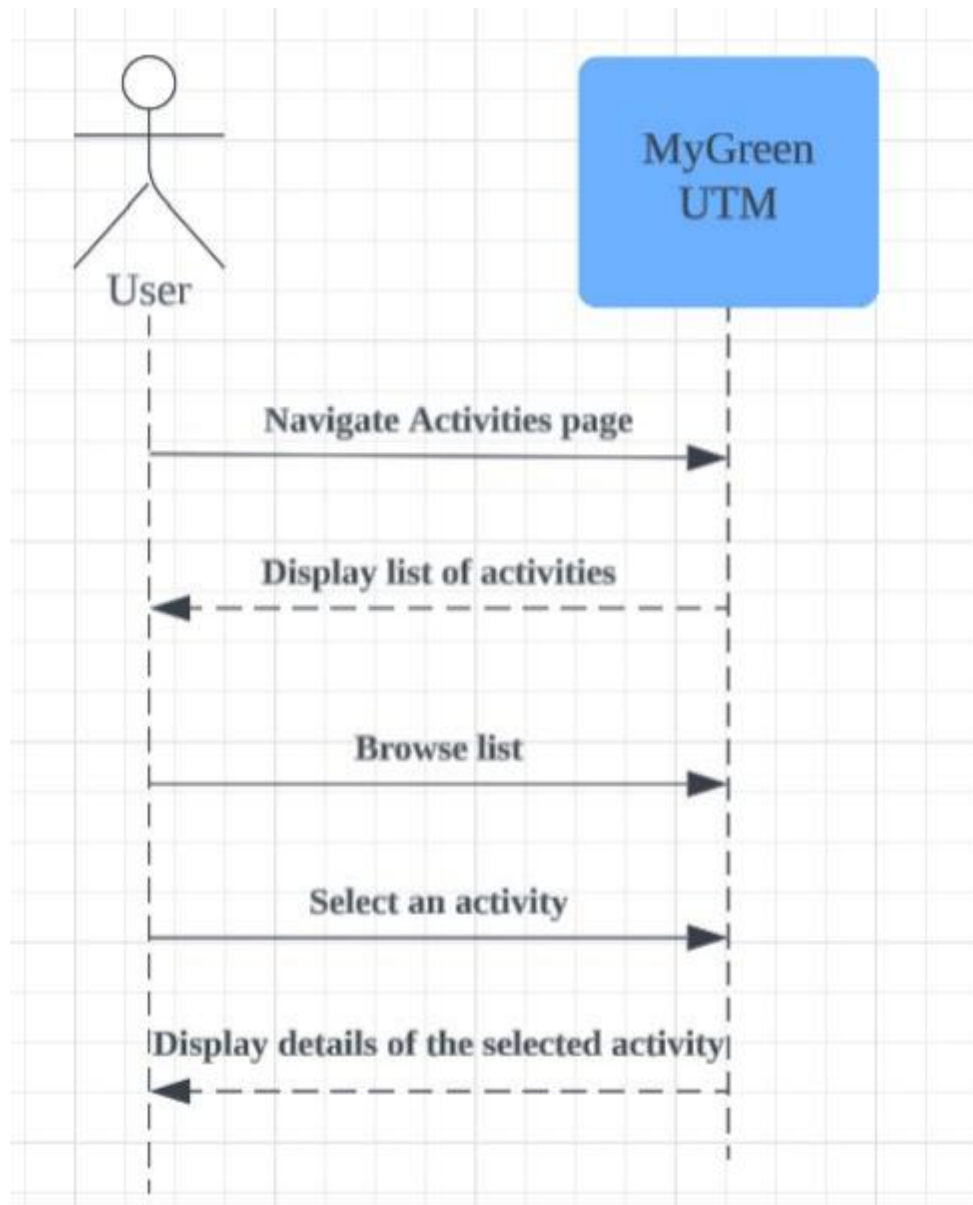 MyGreen
UTM
User
Navigate Activities page
Display list of activities
Browse list
Select an activity
Display details of the selected activity